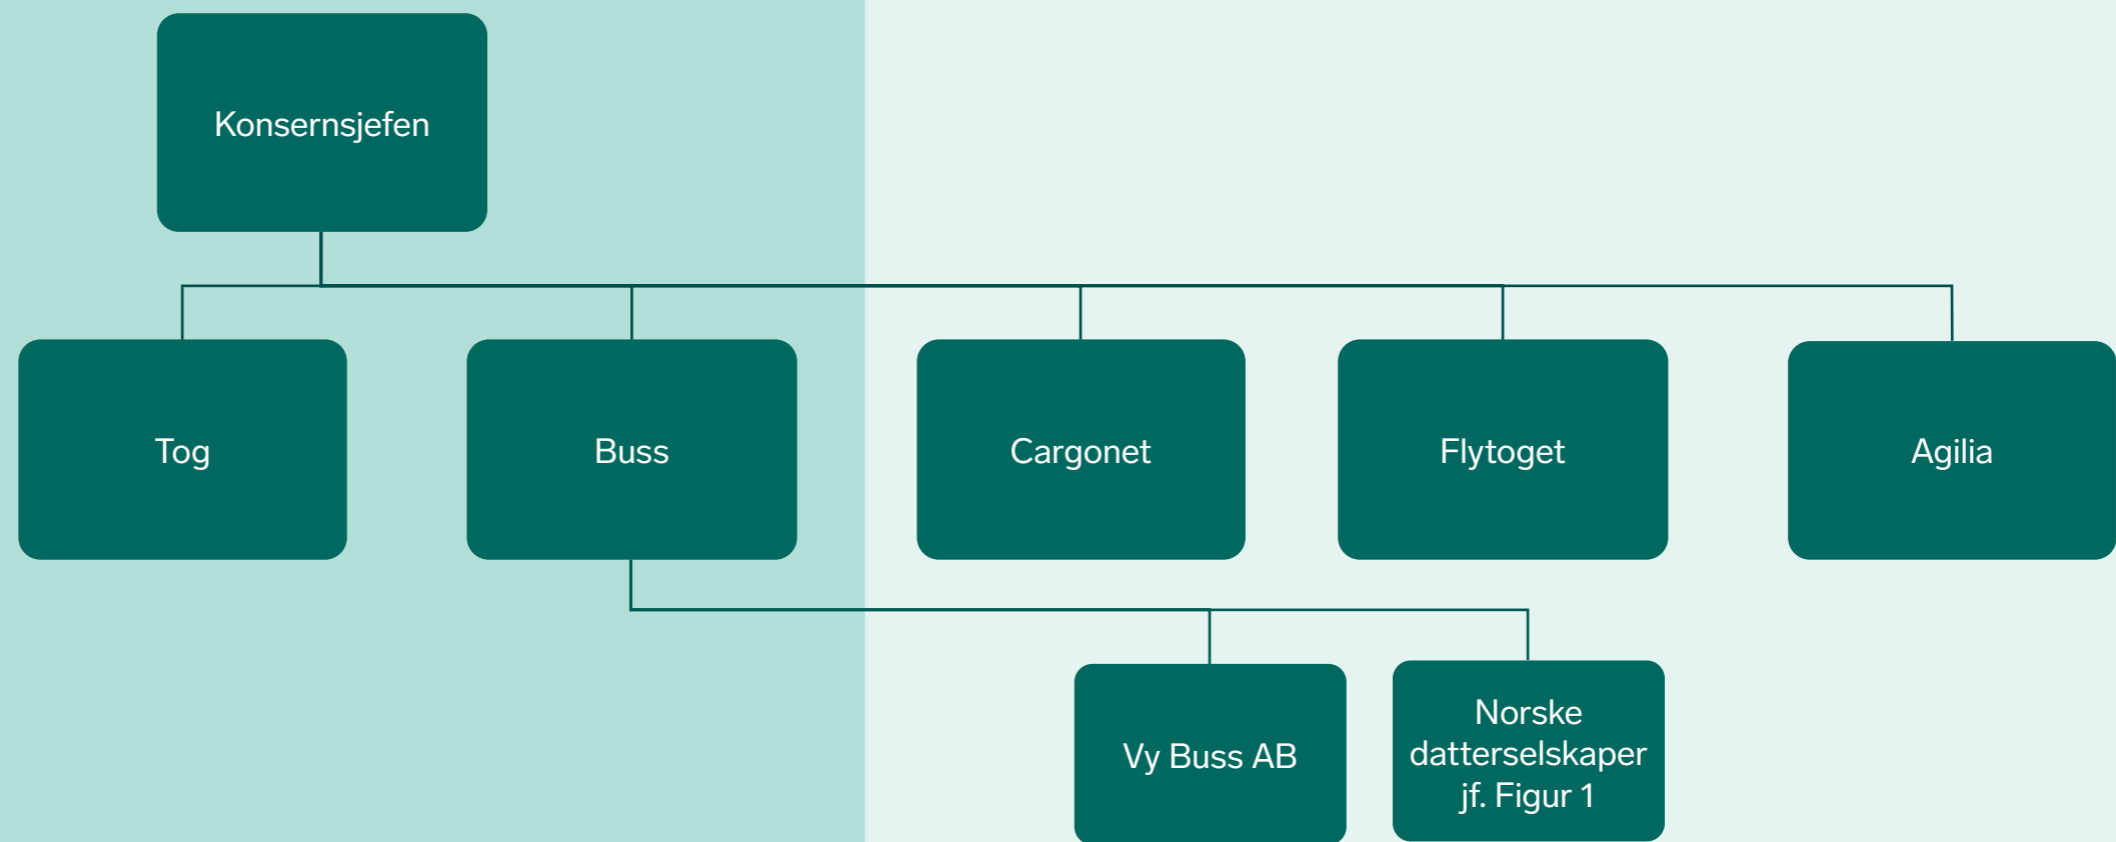 Konsernsjefen
Tog
Buss
Cargonet
Flytoget
Agilia
Vy Buss AB
Norske
datterselskaper
jf. Figur 1